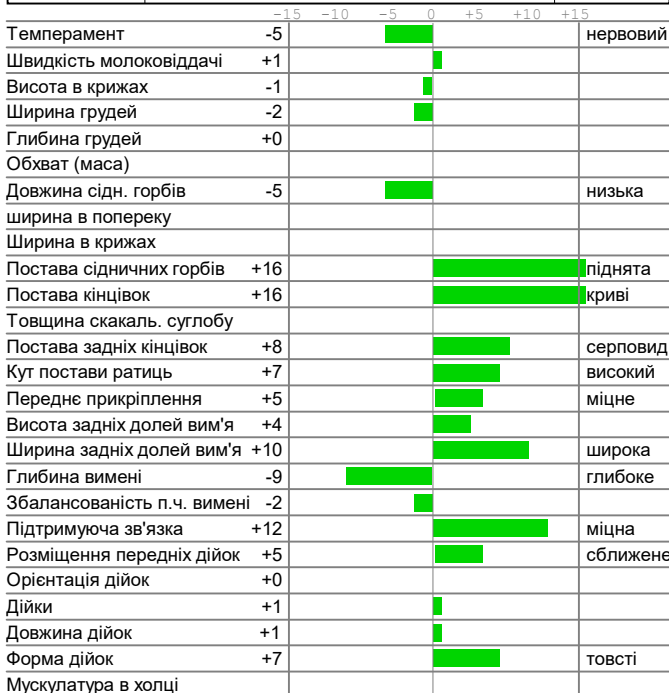 -15 -10 -5 0 +5 +10 +15
Темперамент -5 нервовий
Швидкість молоковіддачі +1
Висота в крижах -1
Ширина грудей -2
Глибина грудей +0
Обхват (маса)
Довжина сідн. горбів -5 низька
ширина в попереку
Ширина в крижах
Постава сідничних горбів +16 піднята
Постава кінцівок +16 криві
Товщина скакаль. суглобу
Постава задніх кінцівок +8 серповид
Кут постави ратиць +7 високий
Переднє прикріплення +5 міцне
Висота задніх долей вим'я +4
Ширина задніх долей вим'я +10 широка
Глибина вимені -9 глибоке
Збалансованість п.ч. вимені -2
Підтримуюча зв'язка +12 міцна
Розміщення передніх дійок +5 сближене
Орієнтація дійок +0
Дійки +1
Довжина дійок +1
Форма дійок +7 товсті
Мускулатура в холці